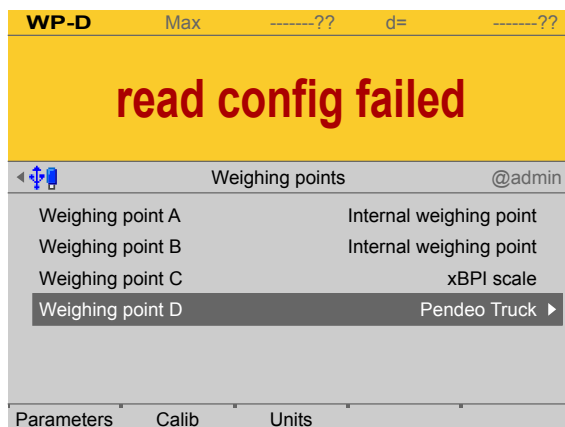 WP-D Max -------?? d= -------??
read config failed
Weighing points @admin
Weighing point A Internal weighing point
Weighing point B Internal weighing point
Weighing point C xBPI scale
Weighing point D Pendeo Truck
Parameters Calib Units